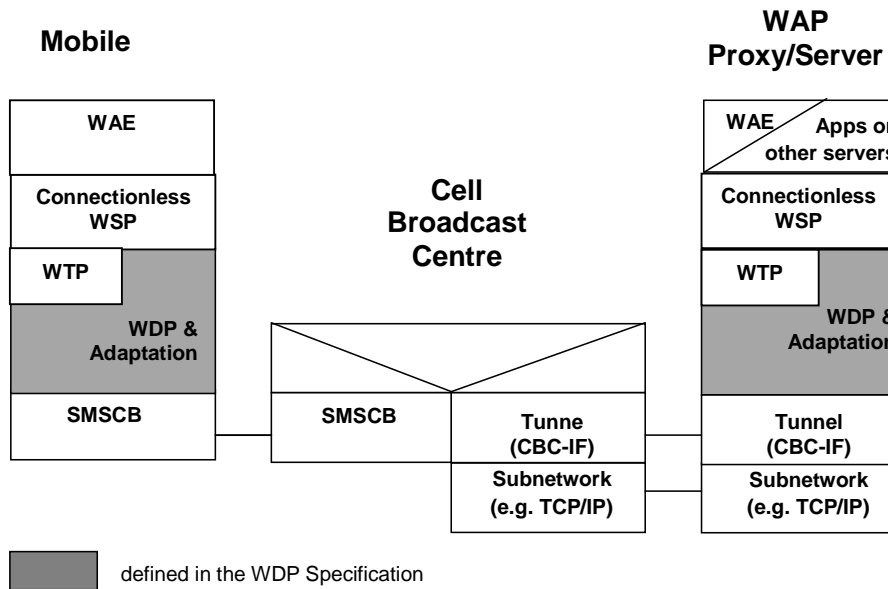 Mobile
WAP
Proxy/Server
WAE
Connectionless
WSP
WTP
WDP &
Adaptation
SMSCB
Cell
Broadcast
Centre
SMSCB
Tunne
(CBC-IF)
Subnetwork
(e.g. TCP/IP)
WAE
Apps or
other servers
Connectionless
WSP
WTP
WDP &
Adaptation
Tunnel
(CBC-IF)
Subnetwork
(e.g. TCP/IP)
defined in the WDP Specification